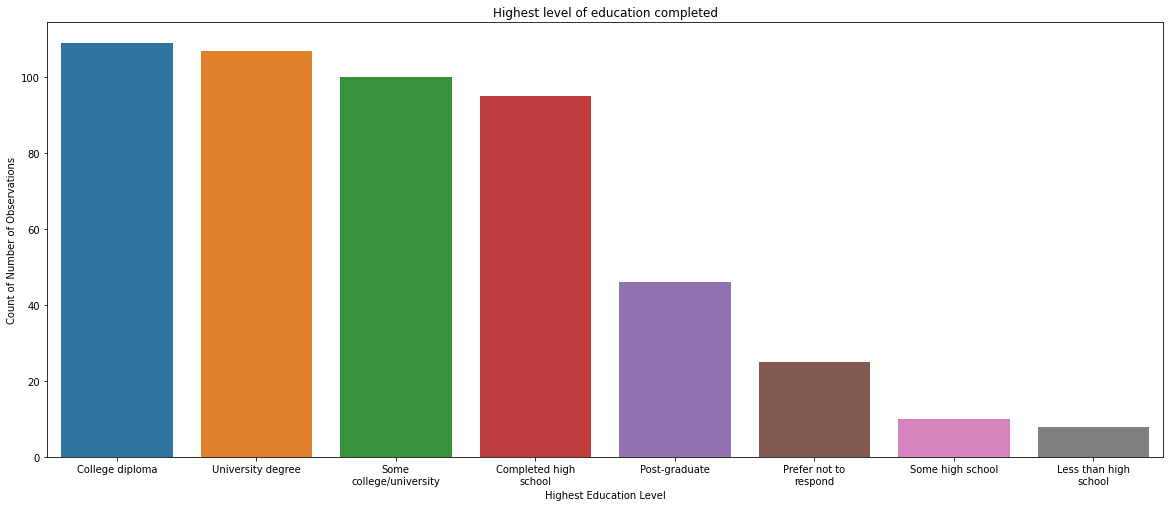 Highest level of education completed
Count of Number of Observations
100
80
60
40
20
0
College diploma
University degree
Some
college/university
Completed high
school
Post-graduate
Prefer not to
respond
Some high school
Less than high
school
Highest Education Level